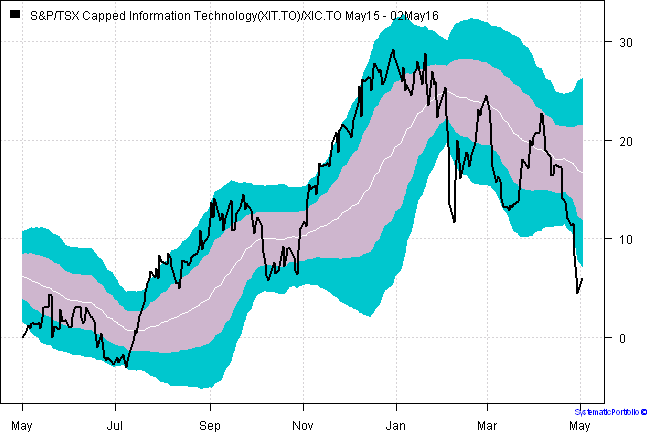 S&P/TSX Capped Information Technology(XIT.TO)/XIC.TO May15 - 02May16
30
20
10
0
May Jul Sep Nov Jan Mar May
SystematicPortfolio ©